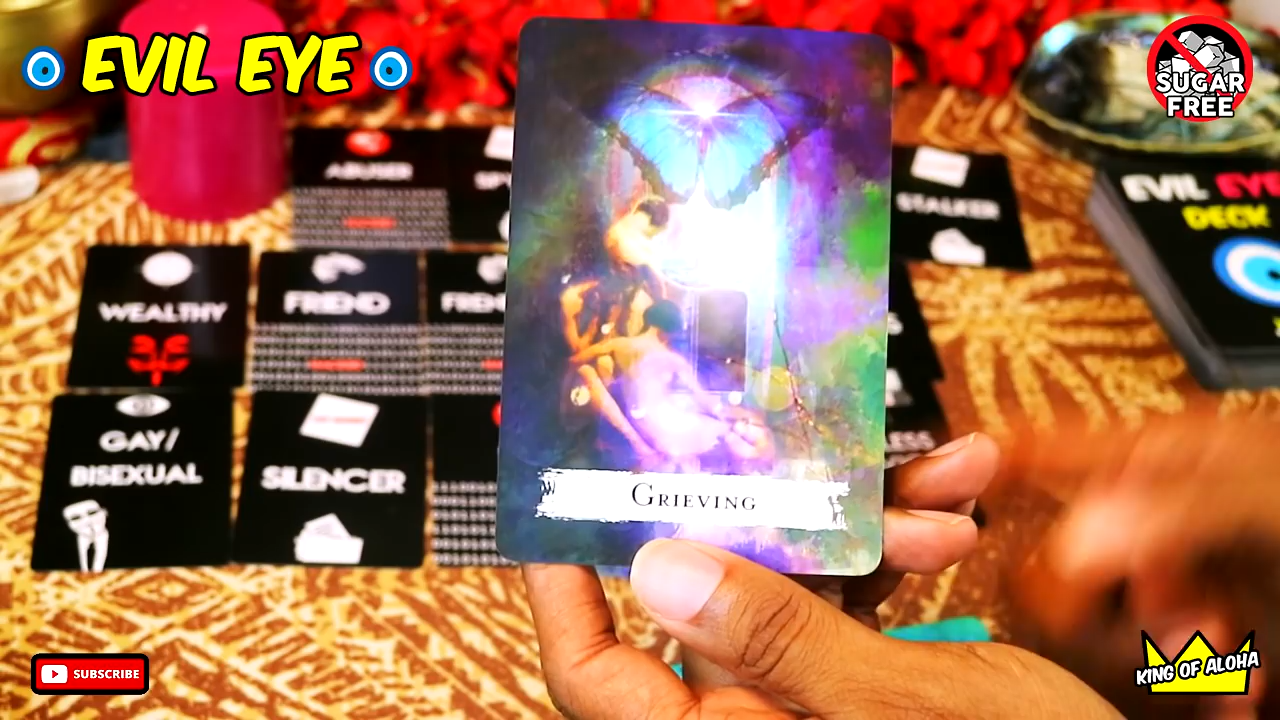 EVIL EYE
SUGAR
FREE
ABUSER
STALKER
EVIL EYE
DECK
WEALTHY
FRIEND
GAY/
BISEXUAL
SILENCER
GRIEVING
SUBSCRIBE
KING OF ALOHA